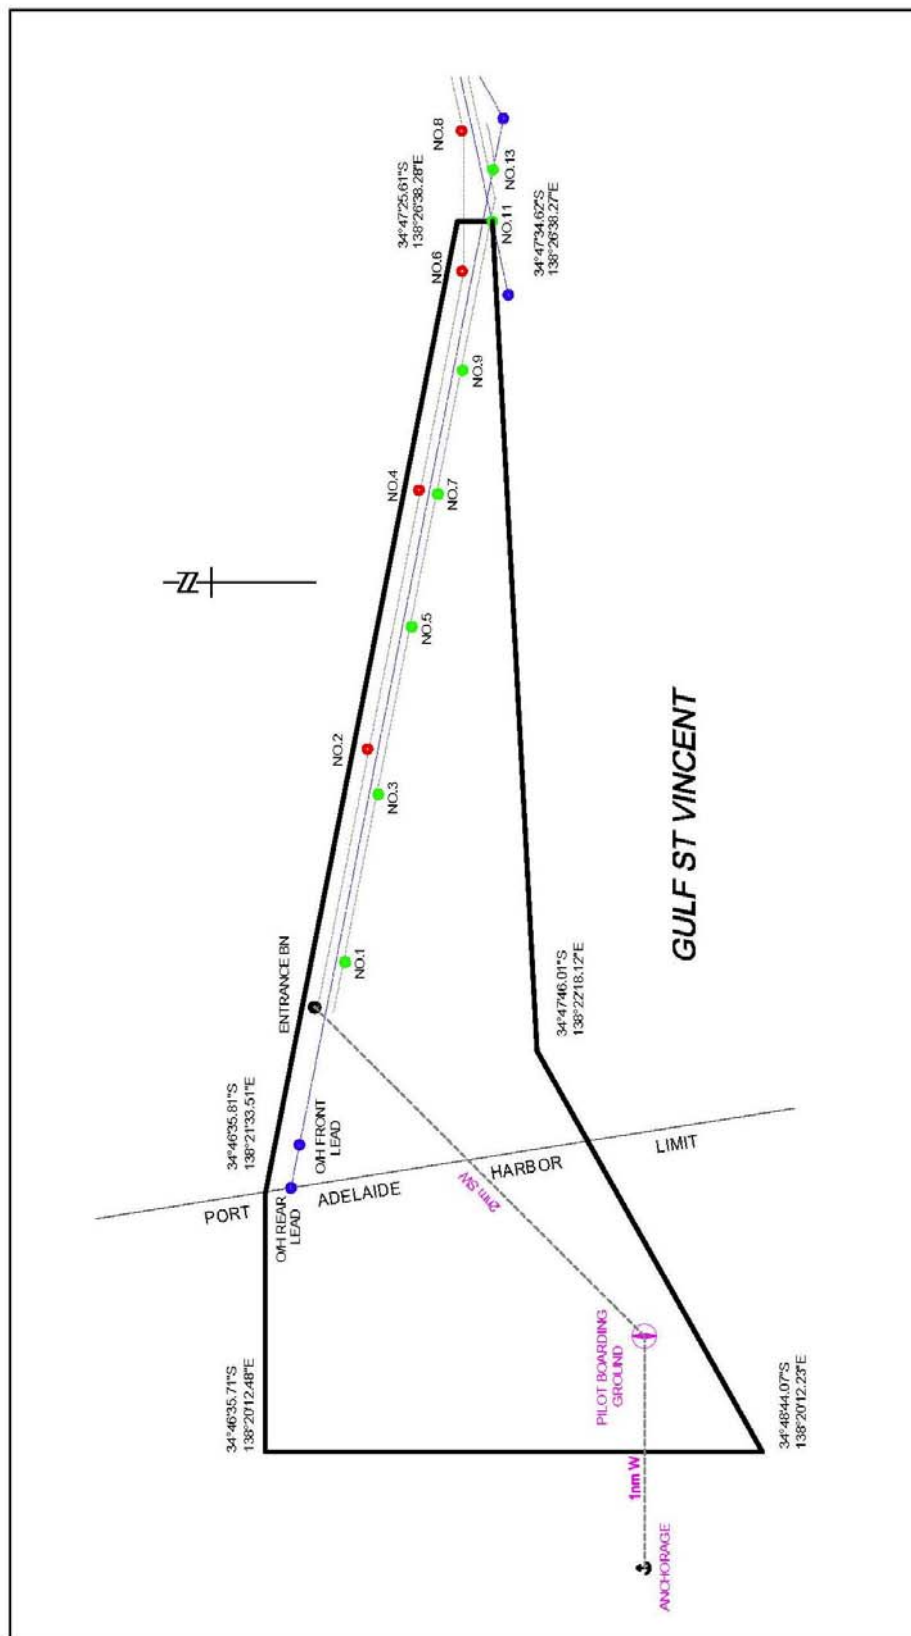 34°46'35.71"S
138°20'12.48"E
34°46'35.81"S
138°21'33.51"E
34°47'25.61"S
138°26'38.28"E
NO.8
NO.6
NO.4
NO.2
ENTRANCE BN
PORT
O/H REAR
LEAD
O/H FRONT
LEAD
ADELAIDE
HARBOR
LIMIT
NO.1
NO.3
NO.5
NO.7
NO.9
NO.11
NO.13
34°47'34.62"S
138°26'38.27"E
2nm SW
34°47'46.01"S
138°22'18.12"E
PILOT BOARDING
GROUND
1nm W
ANCHORAGE
GULF ST VINCENT
34°48'44.07"S
138°20'12.23"E